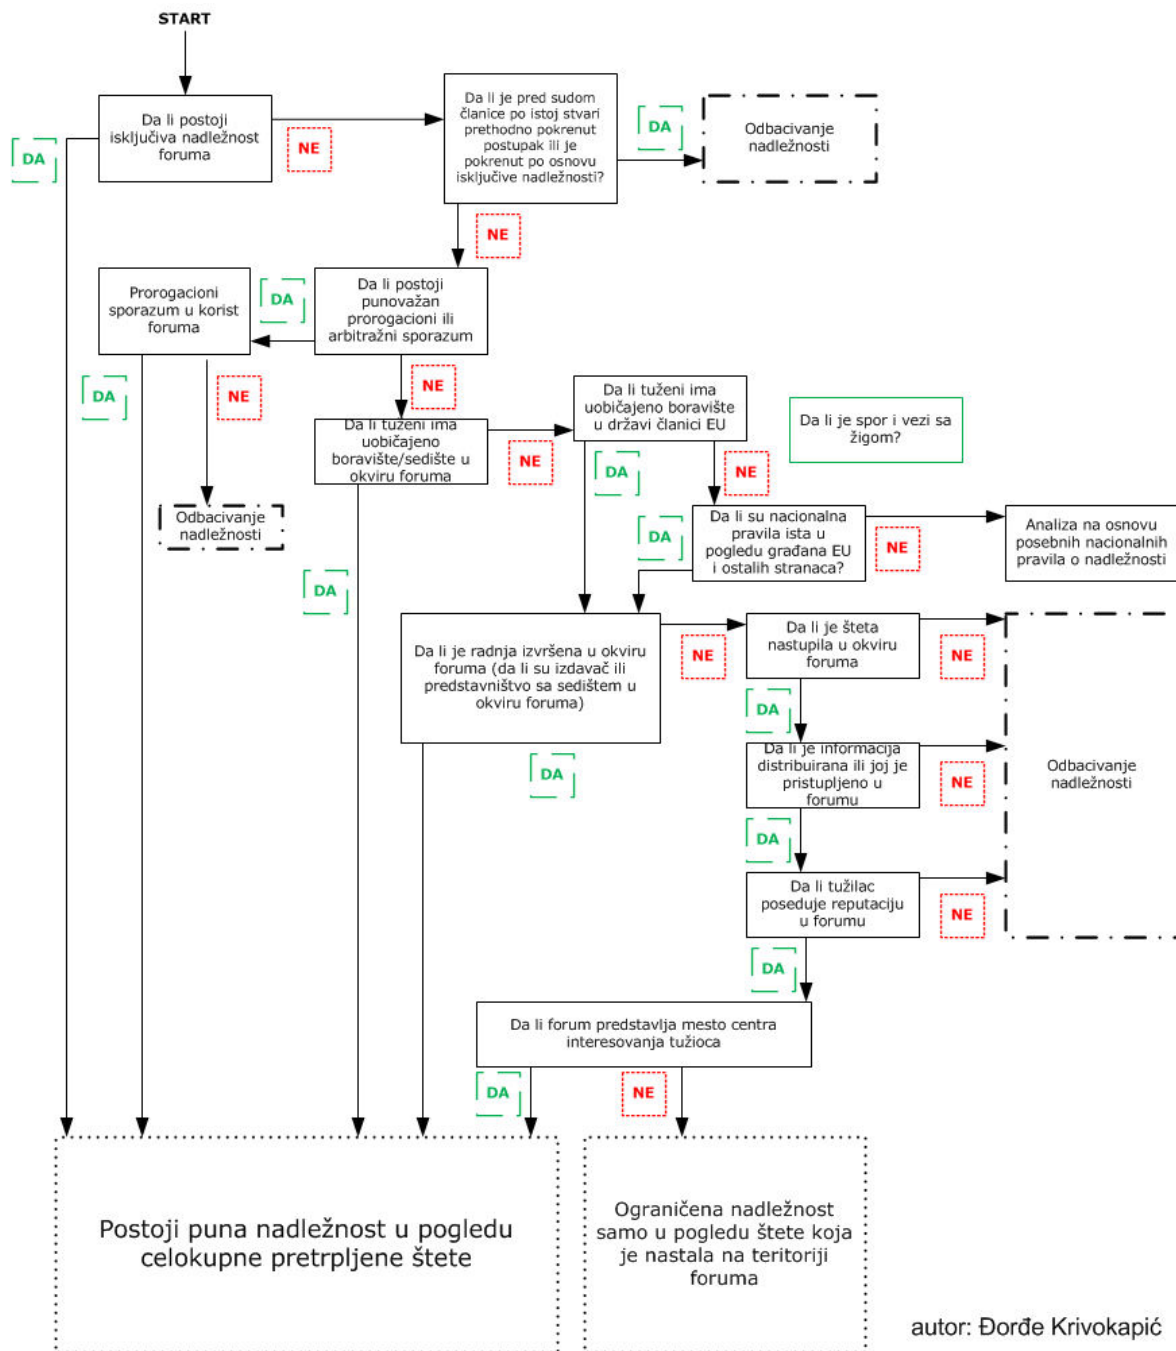 START
Da li postoji
isključiva nadležnost
foruma
DA
NE
Da li je pred sudom
članice po istoj stvari
prethodno pokrenut
postupak ili je
pokrenut po osnovu
isključive nadležnosti?
DA
Odbacivanje
nadležnosti
NE
Prorogacioni
sporazum u korist
foruma
DA
Da li postoji
punovažan
prorogacioni ili
arbitražni sporazum
DA
NE
NE
Da li tuženi ima
uobičajeno
boravište/sedište u
okviru foruma
NE
Da li tuženi ima
uobičajeno boravište
u državi članici EU
Da li je spor i vezi sa
žigom?
DA
NE
Odbacivanje
nadležnosti
DA
DA
Da li su nacionalna
pravila ista u
pogledu građana EU
i ostalih stranaca?
NE
Analiza na osnovu
posebnih nacionalnih
pravila o nadležnosti
Da li je radnja izvršena u okviru
foruma (da li su izdavač ili
predstavništvo sa sedištem u
okviru foruma)
NE
Da li je šteta
nastupila u okviru
foruma
NE
DA
DA
Da li je informacija
distribuirana ili joj je
pristupljeno u
forumu
NE
Odbacivanje
nadležnosti
DA
Da li tužilac
poseduje reputaciju
u forumu
NE
DA
Da li forum predstavlja mesto centra
interesovanja tužioca
DA
NE
Postoji puna nadležnost u pogledu
celokupne pretrpljene štete
Ograničena nadležnost
samo u pogledu štete koja
je nastala na teritoriji
foruma
autor: Đorđe Krivokapić